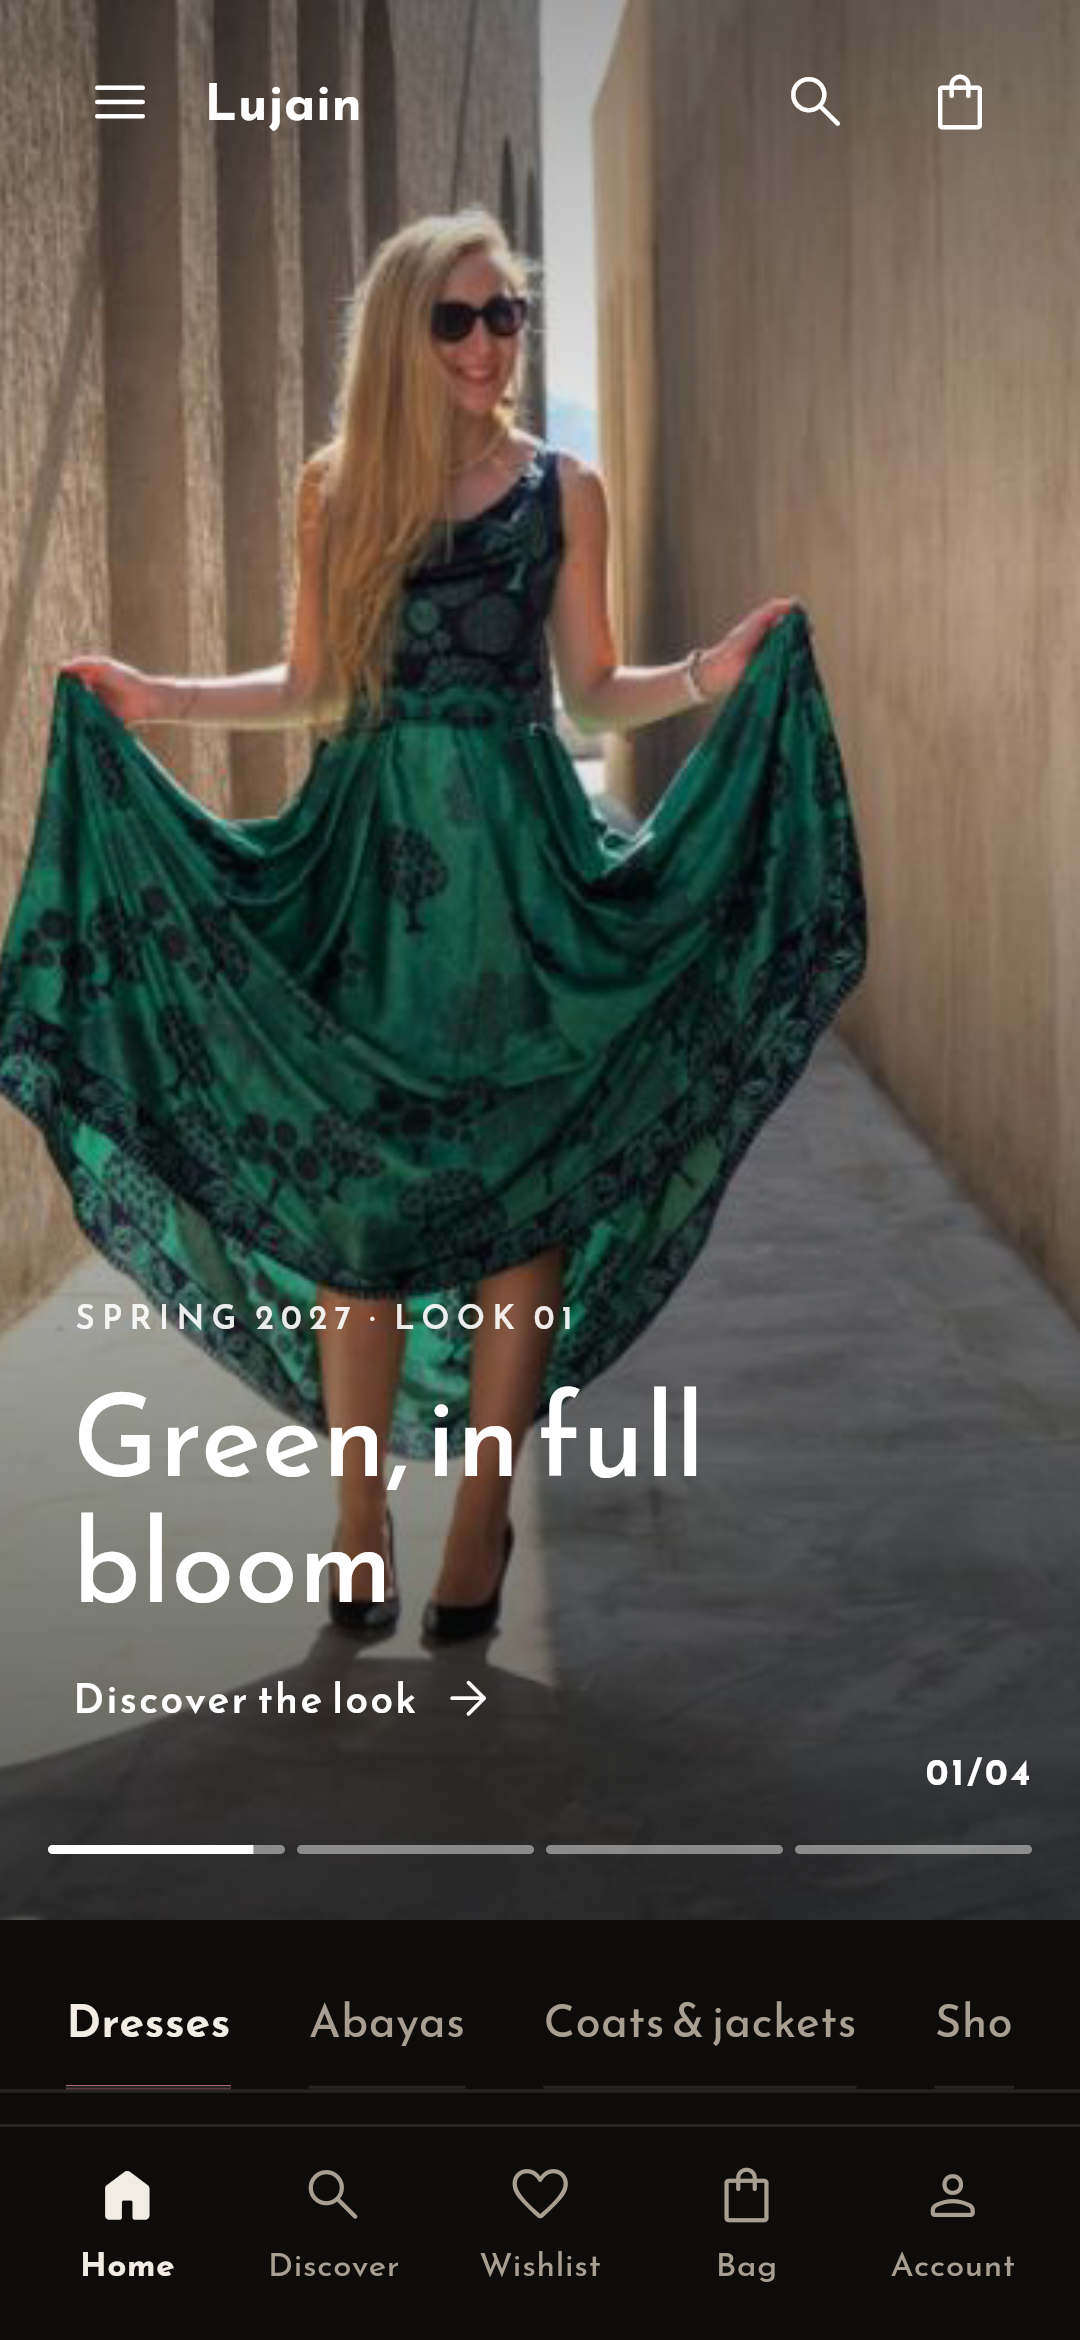 Lujain
SPRING 2027 · LOOK 01
Green, in full
bloom
Discover the look
01/04
Dresses Abayas Coats & jackets Sho
Home Discover Wishlist Bag Account